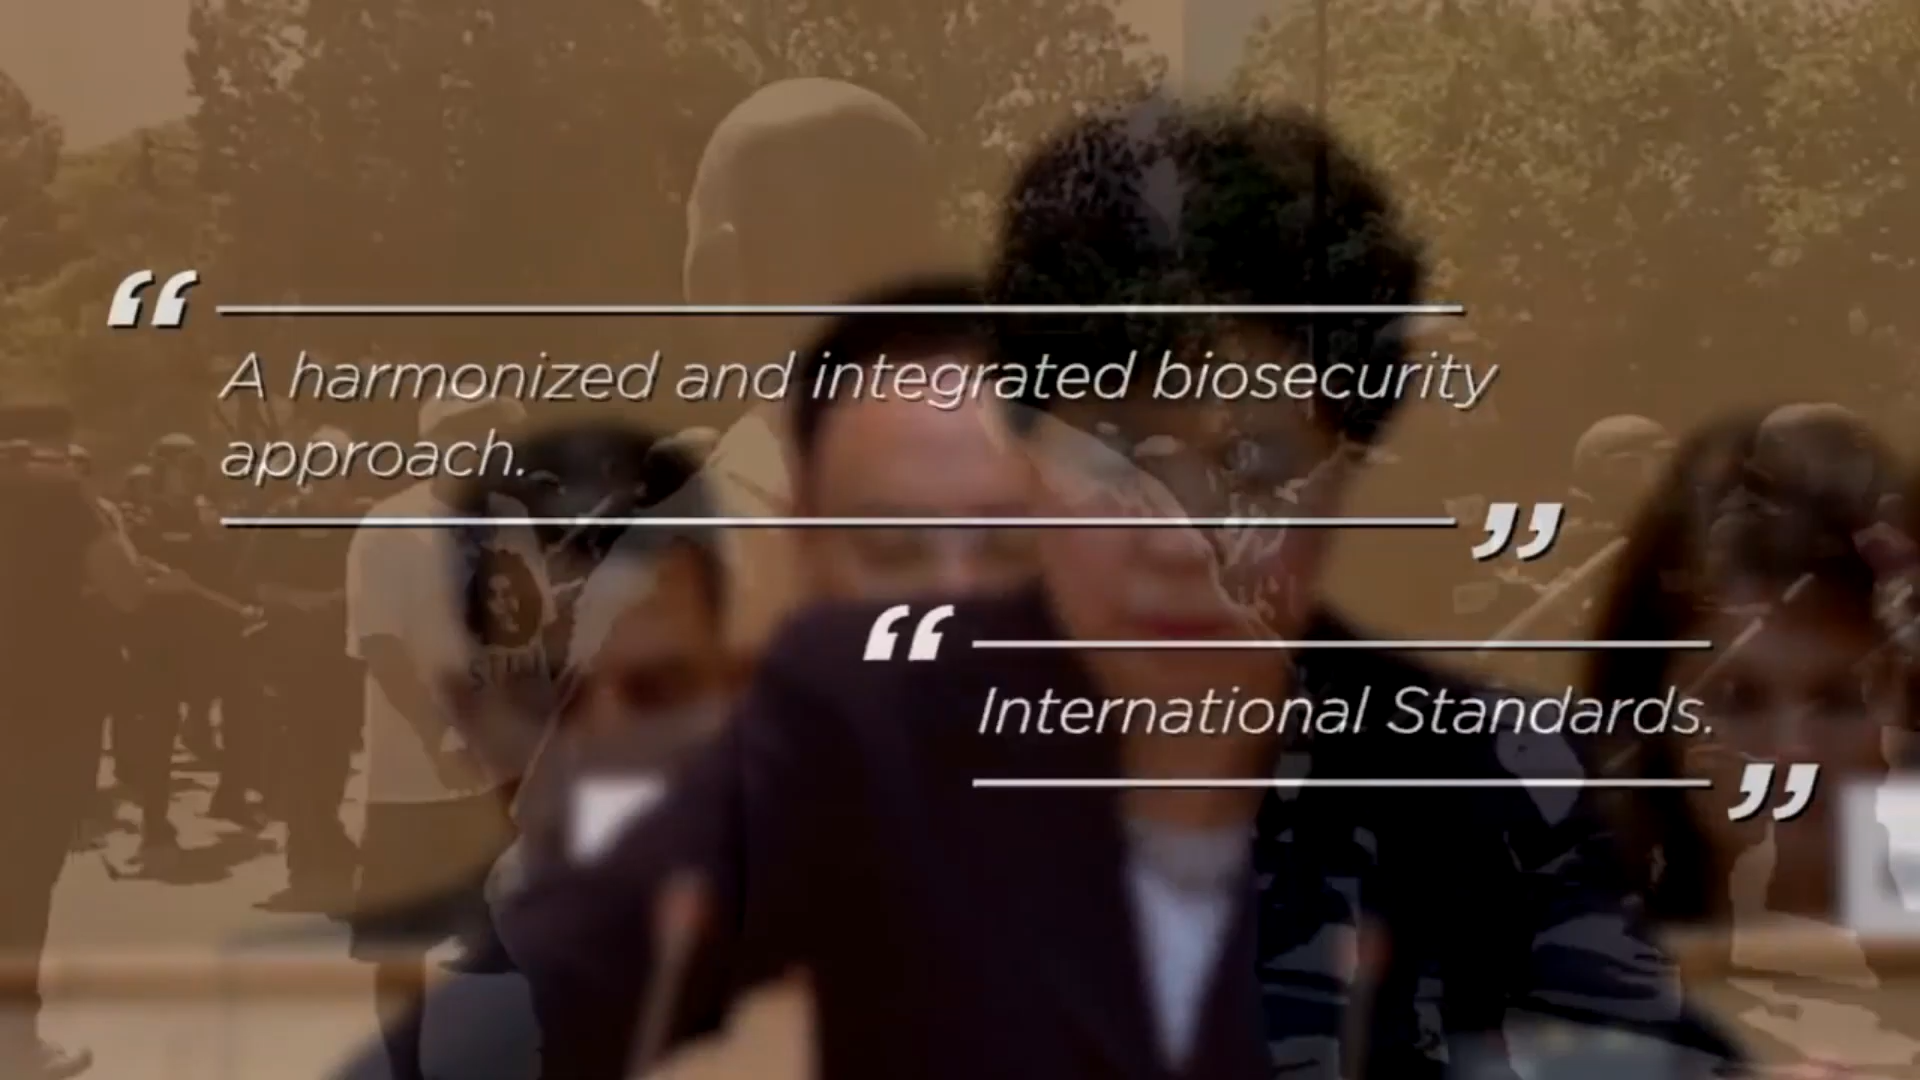 “
A harmonized and integrated biosecurity
approach.
”
“
International Standards.
”